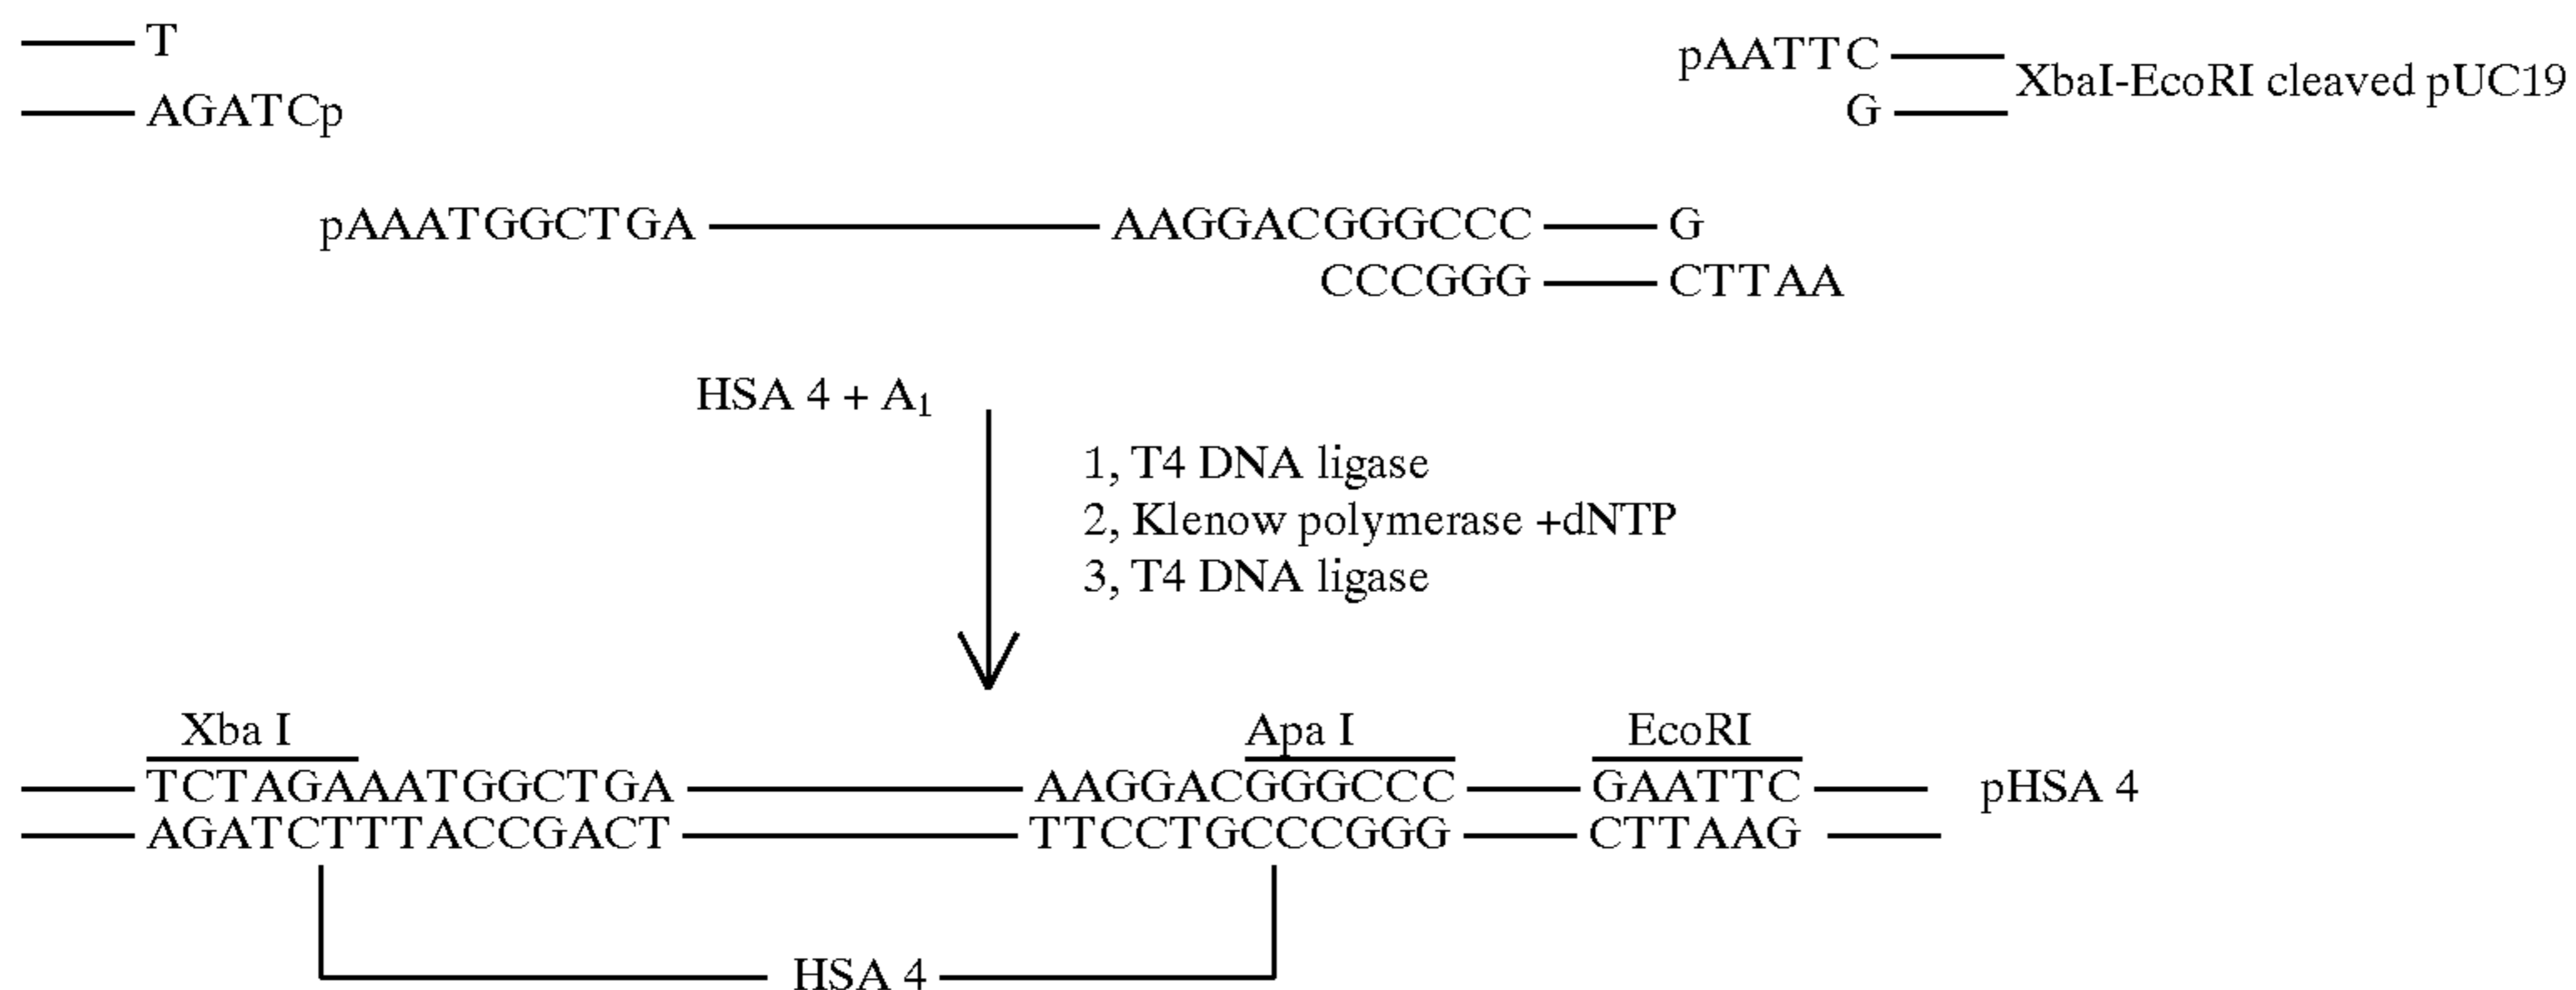 T pAATTC
AGATCp G XbaI-EcoRI cleaved pUC19
pAAATGGCTGA AAGGACGGGCCC G
CCCGGG CTTAA
HSA 4 + A₁
1, T4 DNA ligase
2, Klenow polymerase +dNTP
3, T4 DNA ligase
Xba I Apa I EcoRI
TCTAGAAATGGCTGA AAGGACGGGCCC GAATTC pHSA 4
AGATCTTTACCGACT TTCCTGCCCGGG CTTAAG
HSA 4